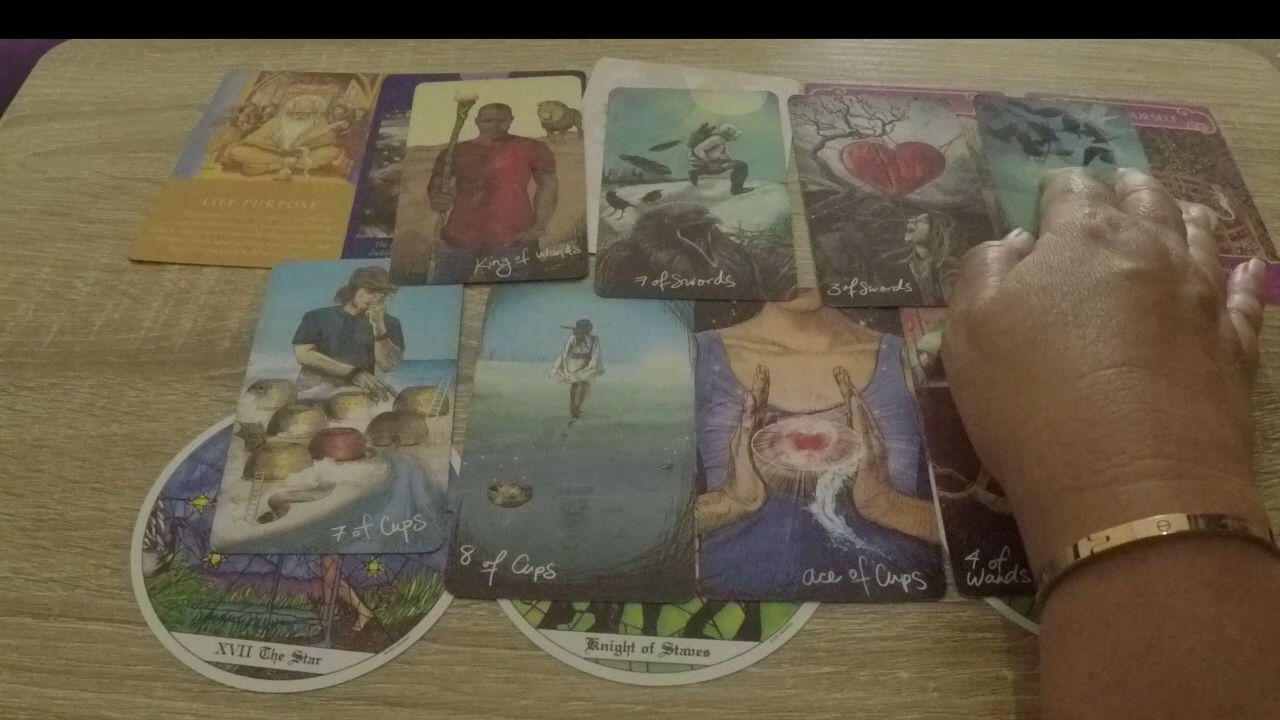 LIFE PURPOSE
The
King of Wands
7 of Swords
3 of Swords
7 of Cups
8 of Cups
ace of Cups
4 of
Wands
XVII The Star
Knight of Staves